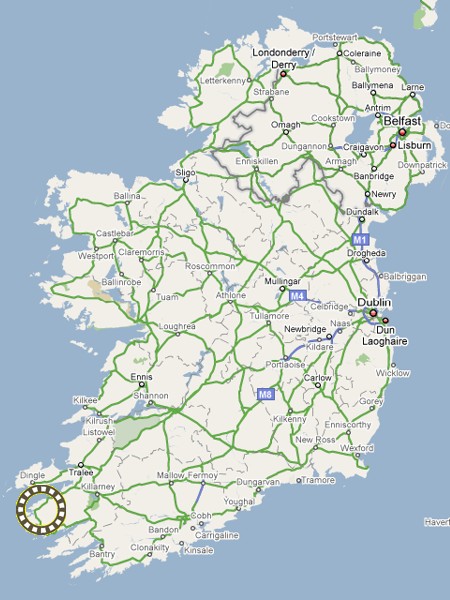 Portstewart
Londonderry /
Derry
Coleraine
Letterkenny
Ballymoney
Strabane
Ballymena
Larne
Antrim
Omagh
Cookstown
Belfast
Do
Dungannon
Craigavon
Lisburn
Enniskillen
Armagh
Downpatrick
Sligo
Banbridge
Newry
Ballina
Dundalk
Castlebar
M1
Westport
Claremorris
Drogheda
Roscommon
Ballinrobe
Mullingar
Balbriggan
Tuam
Athlone
M4
Celbridge
Dublin
Loughrea
Tullamore
Newbridge
Naas
Dun
Laoghaire
Kildare
Portlaoise
Ennis
Carlow
Wicklow
Kilkee
Shannon
M8
Gorey
Kilrush
Kilkenny
Listowel
Enniscorthy
New Ross
Wexford
Tralee
Dingle
Mallow
Fermoy
Dungarvan
Tramore
Killarney
Youghal
Cobh
Bandon
Carrigaline
Haverf
Clonakilty
Kinsale
Bantry